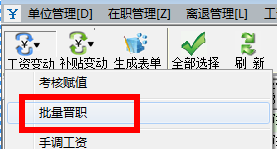 单位管理[D] 在职管理[Z] 离退管理[L]
工资变动 补贴变动 生成表单 全部选择 刷 新
考核赋值
批量晋职
手调工资